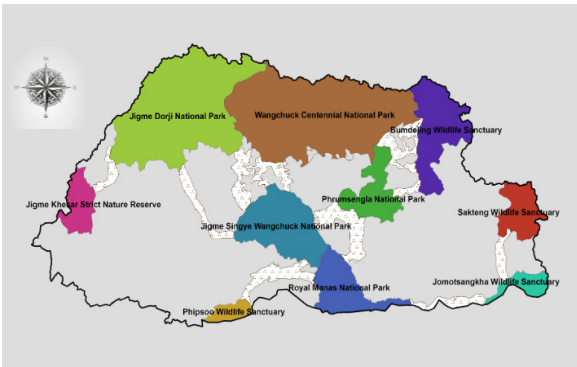 Jigme Dorji National Park
Wangchuck Centennial National Park
Bumdeling Wildlife Sanctuary
Jigme Khesar Strict Nature Reserve
Phrumsengla National Park
Sakteng Wildlife Sanctuary
Jigme Singye Wangchuck National Park
Royal Manas National Park
Jomotsangkha Wildlife Sanctuary
Phipsoo Wildlife Sanctuary